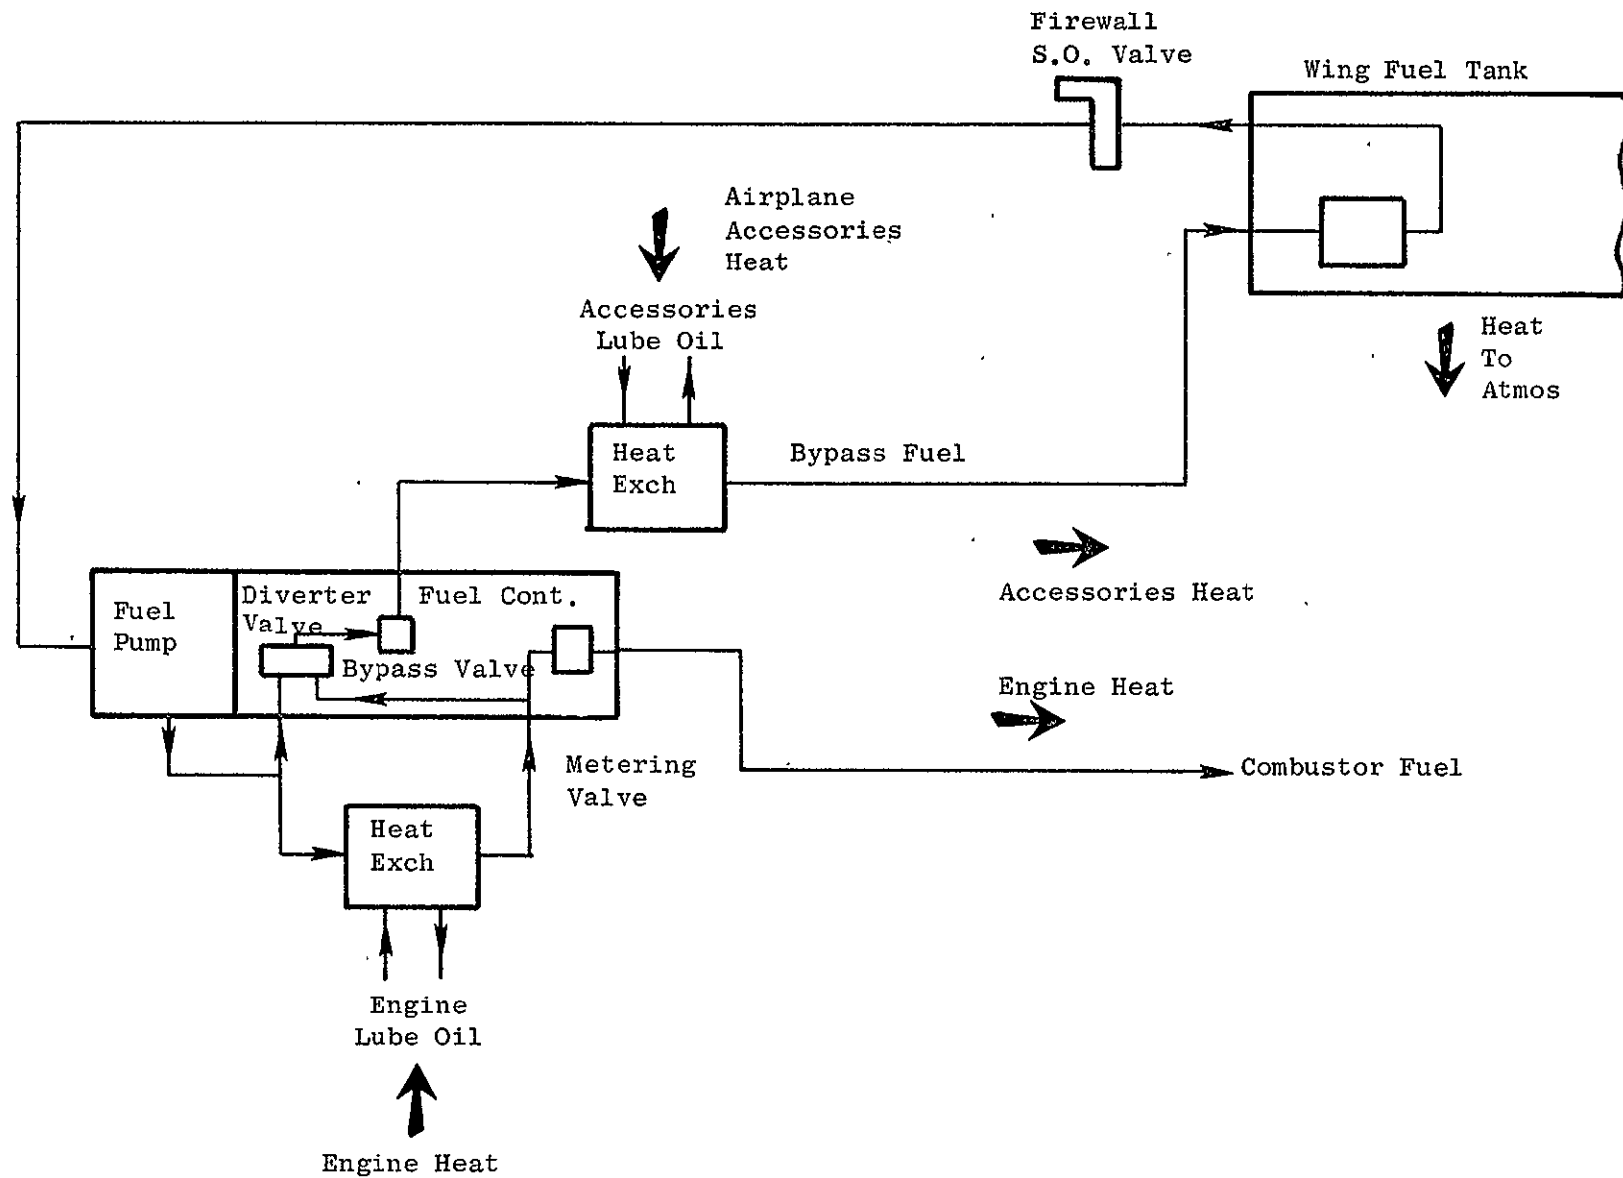 Firewall
S.O. Valve
Wing Fuel Tank
Airplane
Accessories
Heat
Accessories
Lube Oil
Heat
To
Atmos
Heat
Exch
Bypass Fuel
Accessories Heat
Fuel
Pump
Diverter
Valve
Fuel Cont.
Bypass Valve
Engine Heat
Metering
Valve
Combustor Fuel
Heat
Exch
Engine
Lube Oil
Engine Heat